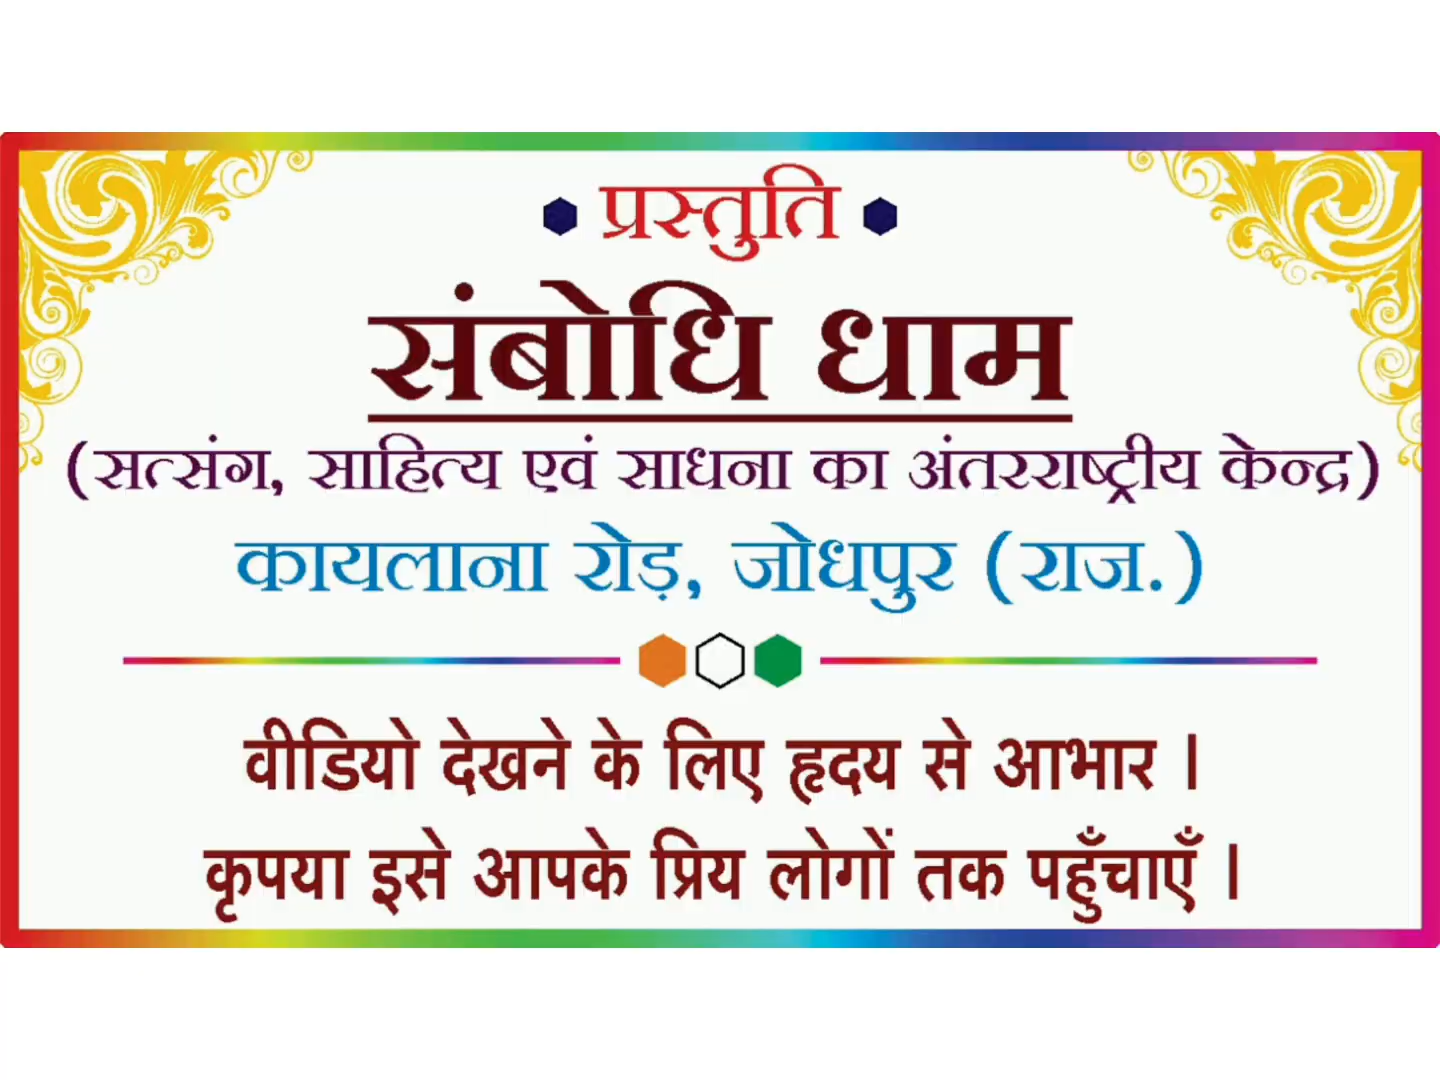 प्रस्तुति
संबोधि धाम
(सत्संग, साहित्य एवं साधना का अंतरराष्ट्रीय केन्द्र)
कायलाना रोड़, जोधपुर (राज.)
वीडियो देखने के लिए हृदय से आभार ।
कृपया इसे आपके प्रिय लोगों तक पहुँचाएँ ।